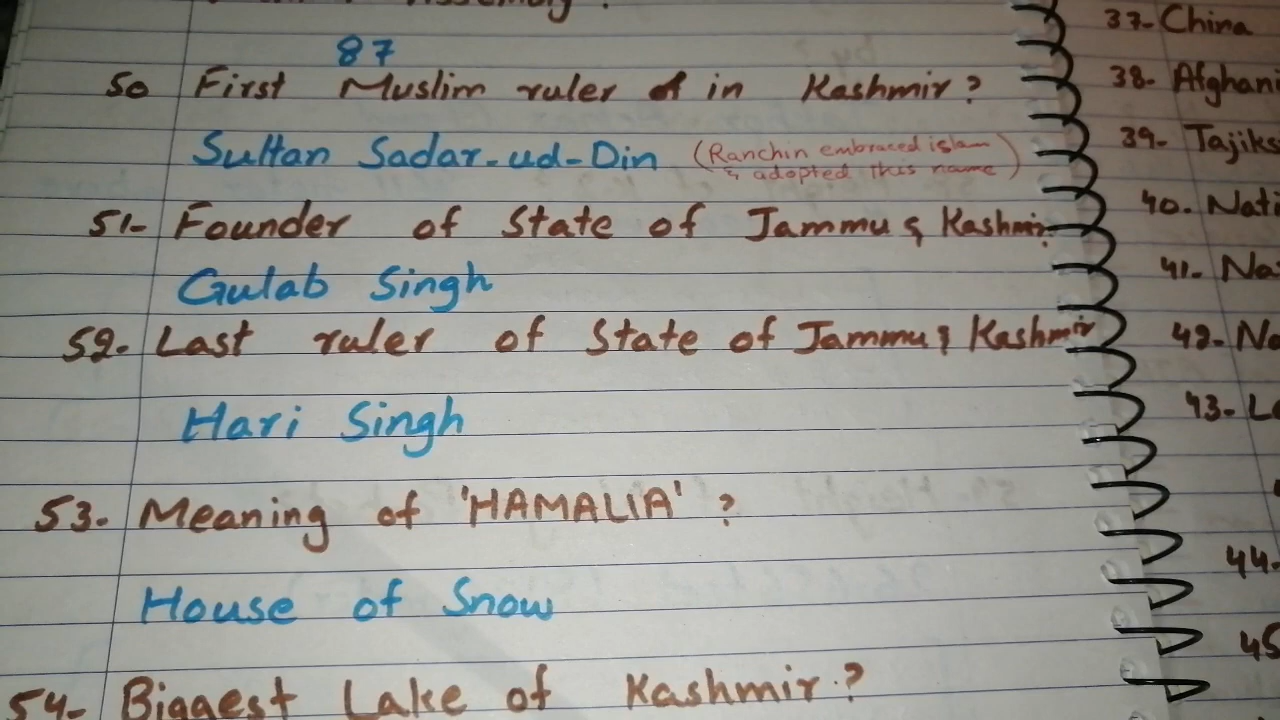 87
50 First Muslim ruler of in Kashmir?
Sultan Sadar-ud-Din (Ranchin embraced islam
& adopted this name)
51- Founder of State of Jammu & Kashmir.
Gulab Singh
52- Last ruler of State of Jammu & Kashmir
Hari Singh
53- Meaning of 'HAMALIA' ?
House of Snow
54- Biggest Lake of Kashmir?
37- China
38- Afghani
39- Tajiks
40. Nati
41- Na
42- No
43- L
44-
45